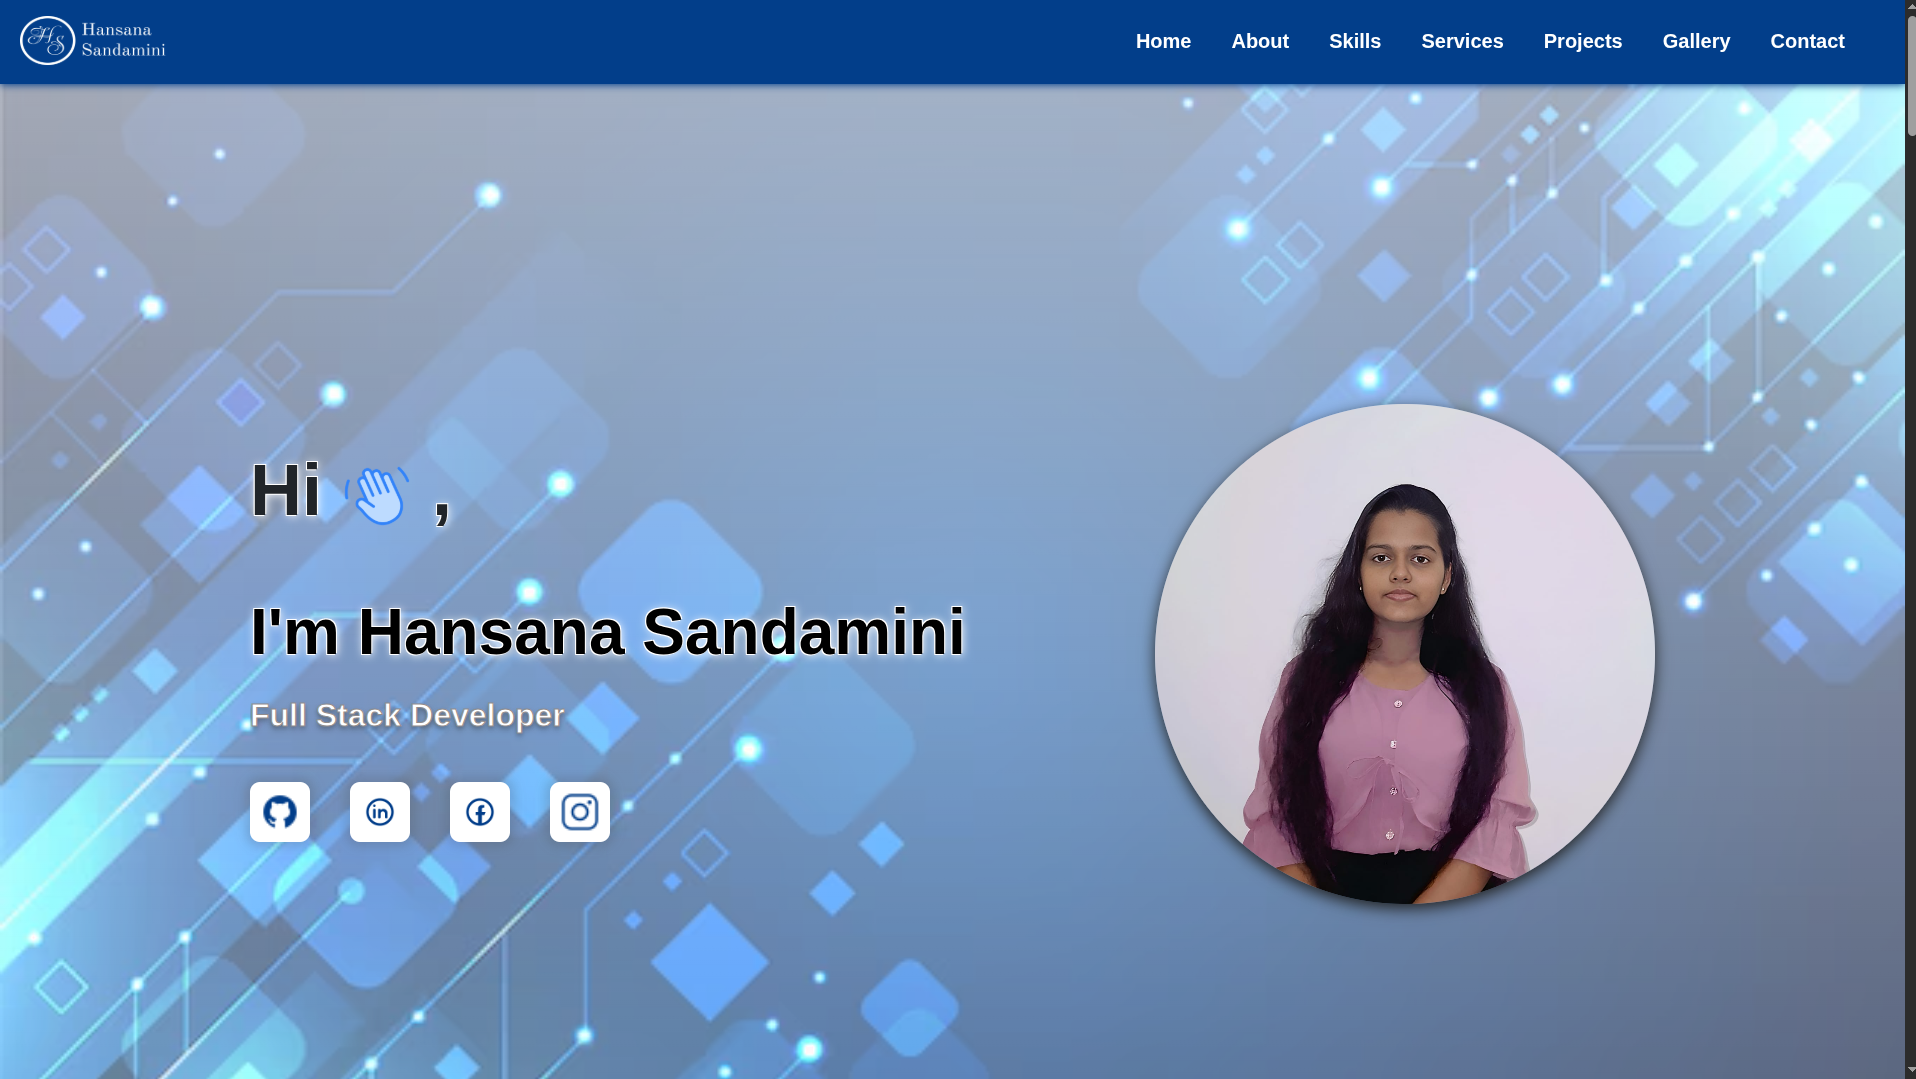 HS
Hansana
Sandamini
Home About Skills Services Projects Gallery Contact
Hi 👋 ,
I'm Hansana Sandamini
Full Stack Developer